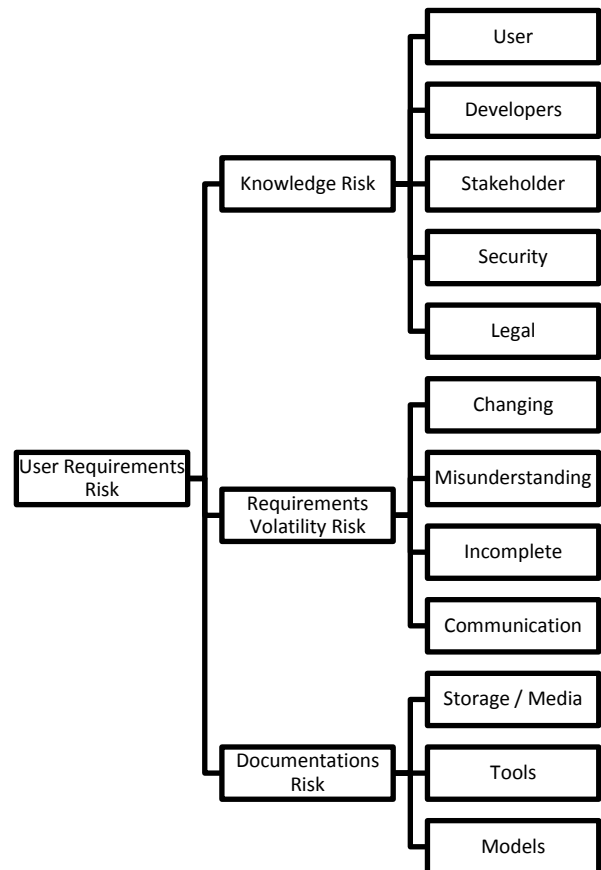 User
Developers
Knowledge Risk
Stakeholder
Security
Legal
Changing
User Requirements
Risk
Misunderstanding
Requirements
Volatility Risk
Incomplete
Communication
Storage / Media
Documentations
Risk
Tools
Models